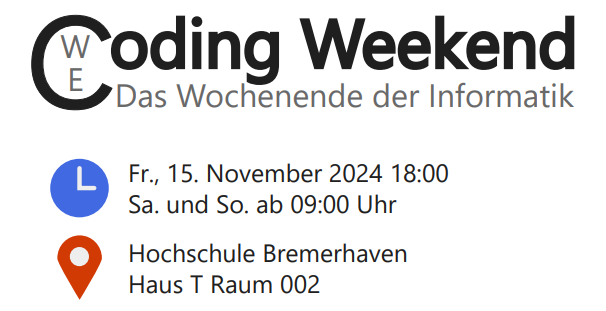 Coding Weekend
WE
Das Wochenende der Informatik
Fr., 15. November 2024 18:00
Sa. und So. ab 09:00 Uhr
Hochschule Bremerhaven
Haus T Raum 002